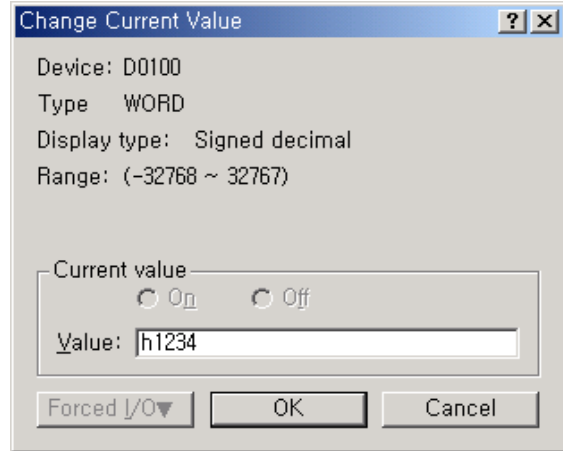 Change Current Value
Device: D0100
Type WORD
Display type: Signed decimal
Range: (-32768 ~ 32767)
Current value
On Off
Value: h1234
Forced I/O▼ OK Cancel